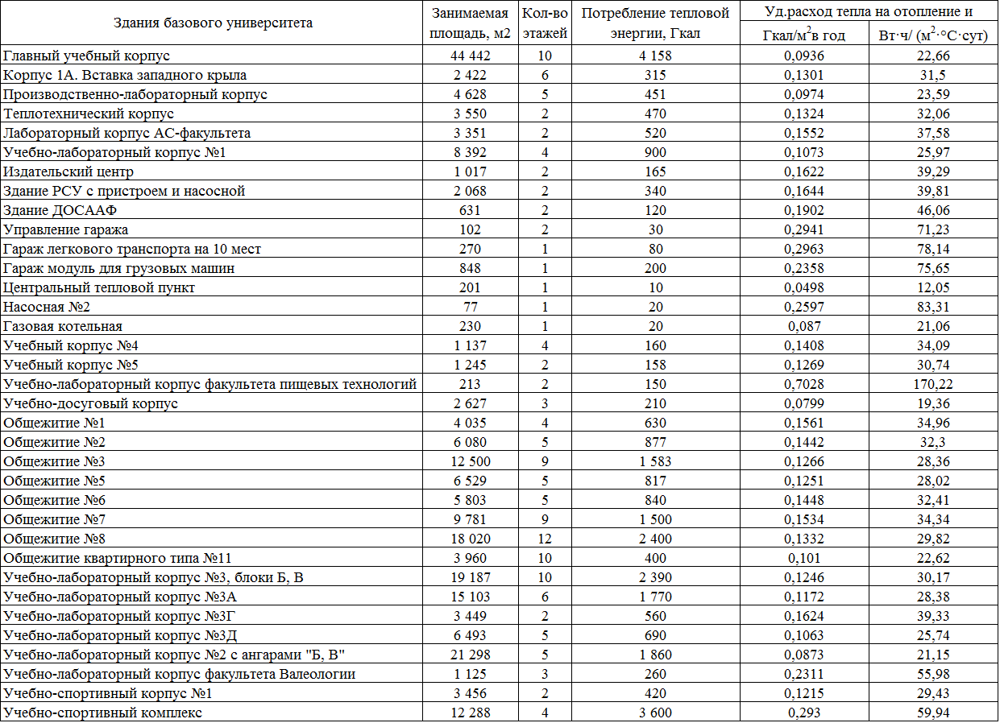 Здания базового университета | Занимаемая площадь, м2 | Кол-во этажей | Потребление тепловой энергии, Гкал | Уд.расход тепла на отопление и
Гкал/м²в год | Вт·ч/ (м²·°С·сут)
Главный учебный корпус | 44 442 | 10 | 4 158 | 0,0936 | 22,66
Корпус 1А. Вставка западного крыла | 2 422 | 6 | 315 | 0,1301 | 31,5
Производственно-лабораторный корпус | 4 628 | 5 | 451 | 0,0974 | 23,59
Теплотехнический корпус | 3 550 | 2 | 470 | 0,1324 | 32,06
Лабораторный корпус АС-факультета | 3 351 | 2 | 520 | 0,1552 | 37,58
Учебно-лабораторный корпус №1 | 8 392 | 4 | 900 | 0,1073 | 25,97
Издательский центр | 1 017 | 2 | 165 | 0,1622 | 39,29
Здание РСУ с пристроем и насосной | 2 068 | 2 | 340 | 0,1644 | 39,81
Здание ДОСААФ | 631 | 2 | 120 | 0,1902 | 46,06
Управление гаража | 102 | 2 | 30 | 0,2941 | 71,23
Гараж легкового транспорта на 10 мест | 270 | 1 | 80 | 0,2963 | 78,14
Гараж модуль для грузовых машин | 848 | 1 | 200 | 0,2358 | 75,65
Центральный тепловой пункт | 201 | 1 | 10 | 0,0498 | 12,05
Насосная №2 | 77 | 1 | 20 | 0,2597 | 83,31
Газовая котельная | 230 | 1 | 20 | 0,087 | 21,06
Учебный корпус №4 | 1 137 | 4 | 160 | 0,1408 | 34,09
Учебный корпус №5 | 1 245 | 2 | 158 | 0,1269 | 30,74
Учебно-лабораторный корпус факультета пищевых технологий | 213 | 2 | 150 | 0,7028 | 170,22
Учебно-досуговый корпус | 2 627 | 3 | 210 | 0,0799 | 19,36
Общежитие №1 | 4 035 | 4 | 630 | 0,1561 | 34,96
Общежитие №2 | 6 080 | 5 | 877 | 0,1442 | 32,3
Общежитие №3 | 12 500 | 9 | 1 583 | 0,1266 | 28,36
Общежитие №5 | 6 529 | 5 | 817 | 0,1251 | 28,02
Общежитие №6 | 5 803 | 5 | 840 | 0,1448 | 32,41
Общежитие №7 | 9 781 | 9 | 1 500 | 0,1534 | 34,34
Общежитие №8 | 18 020 | 12 | 2 400 | 0,1332 | 29,82
Общежитие квартирного типа №11 | 3 960 | 10 | 400 | 0,101 | 22,62
Учебно-лабораторный корпус №3, блоки Б, В | 19 187 | 10 | 2 390 | 0,1246 | 30,17
Учебно-лабораторный корпус №3А | 15 103 | 6 | 1 770 | 0,1172 | 28,38
Учебно-лабораторный корпус №3Г | 3 449 | 2 | 560 | 0,1624 | 39,33
Учебно-лабораторный корпус №3Д | 6 493 | 5 | 690 | 0,1063 | 25,74
Учебно-лабораторный корпус №2 с ангарами "Б, В" | 21 298 | 5 | 1 860 | 0,0873 | 21,15
Учебно-лабораторный корпус факультета Валеологии | 1 125 | 3 | 260 | 0,2311 | 55,98
Учебно-спортивный корпус №1 | 3 456 | 2 | 420 | 0,1215 | 29,43
Учебно-спортивный комплекс | 12 288 | 4 | 3 600 | 0,293 | 59,94